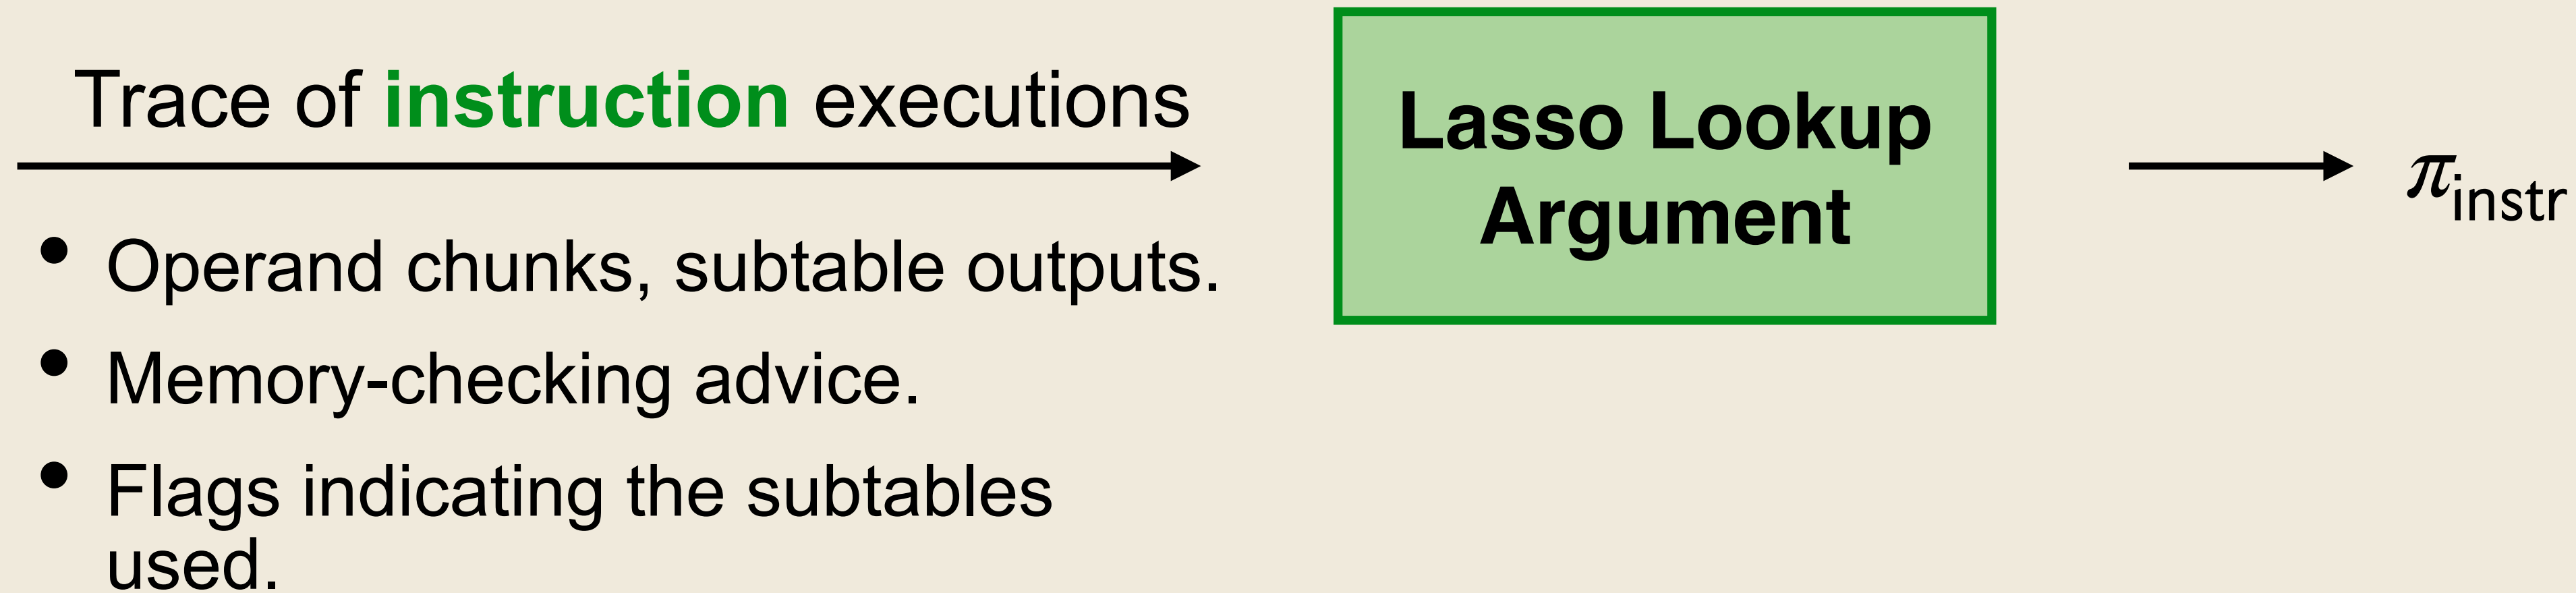 Trace of instruction executions
Lasso Lookup
Argument
π_instr
• Operand chunks, subtable outputs.
• Memory-checking advice.
• Flags indicating the subtables
used.